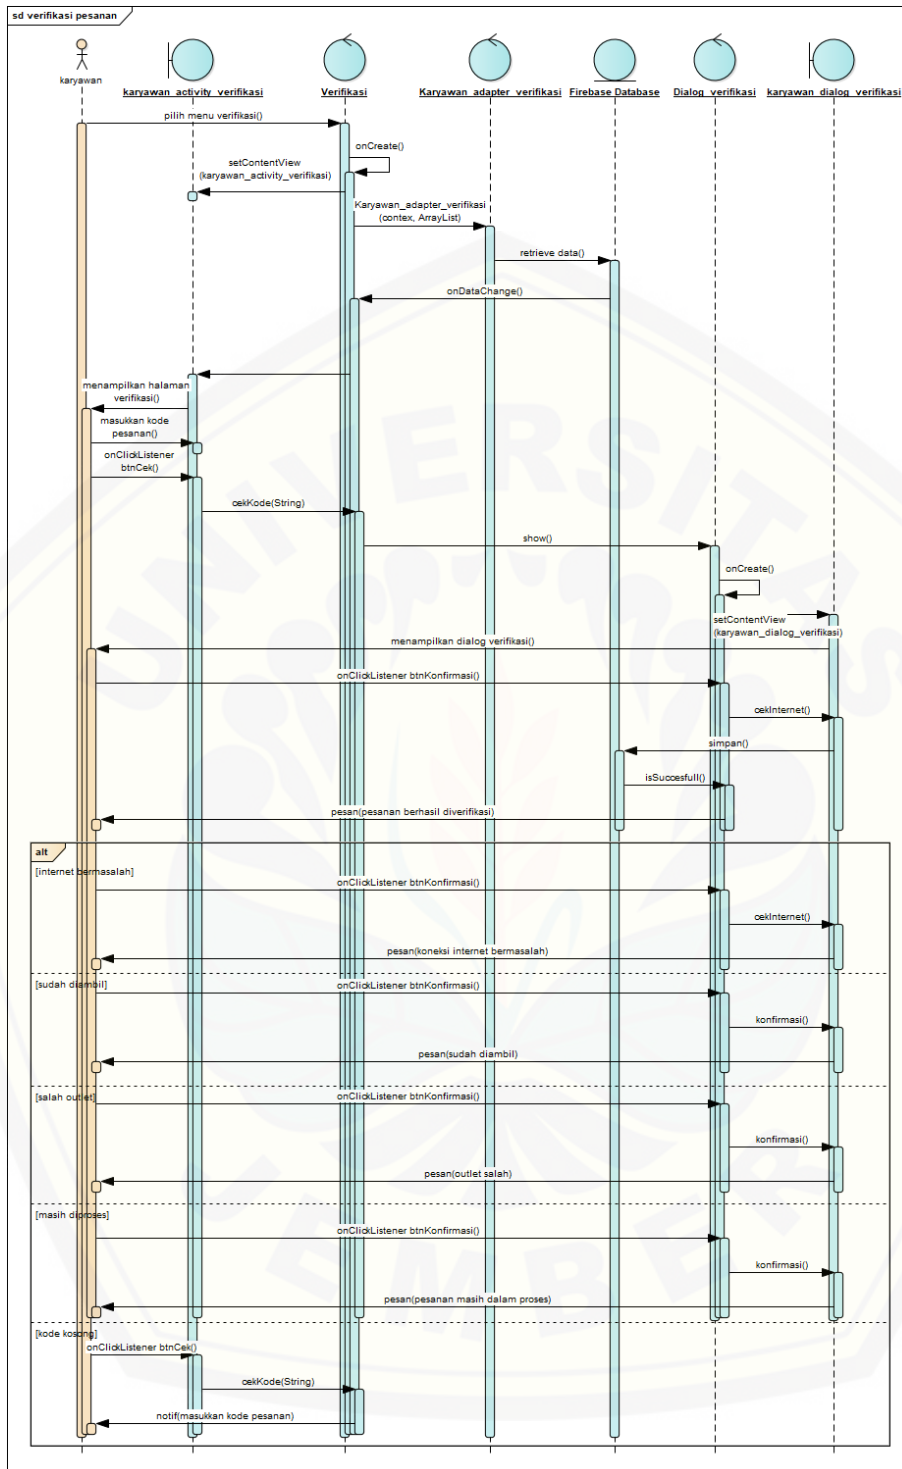 sd verifikasi pesanan
karyawan
karyawan_activity_verifikasi
Verifikasi
Karyawan_adapter_verifikasi
Firebase Database
Dialog_verifikasi
karyawan_dialog_verifikasi
pilih menu verifikasi()
onCreate()
setContentView
(karyawan_activity_verifikasi)
Karyawan_adapter_verifikasi
(contex, ArrayList)
retrieve data()
onDataChange()
menampilkan halaman
verifikasi()
masukkan kode
pesanan()
onClickListener
btnCek()
cekKode(String)
show()
onCreate()
setContentView
(karyawan_dialog_verifikasi)
menampilkan dialog verifikasi()
onClickListener btnKonfirmasi()
cekInternet()
simpan()
isSuccesfull()
pesan(pesanan berhasil diverifikasi)
alt
[internet bermasalah]
onClickListener btnKonfirmasi()
cekInternet()
pesan(koneksi internet bermasalah)
[sudah diambil]
onClickListener btnKonfirmasi()
konfirmasi()
pesan(sudah diambil)
[salah outlet]
onClickListener btnKonfirmasi()
konfirmasi()
pesan(outlet salah)
[masih diproses]
onClickListener btnKonfirmasi()
konfirmasi()
pesan(pesanan masih dalam proses)
[kode kosong]
onClickListener btnCek()
cekKode(String)
notif(masukkan kode pesanan)
UNIVERSITAS
JEMBER